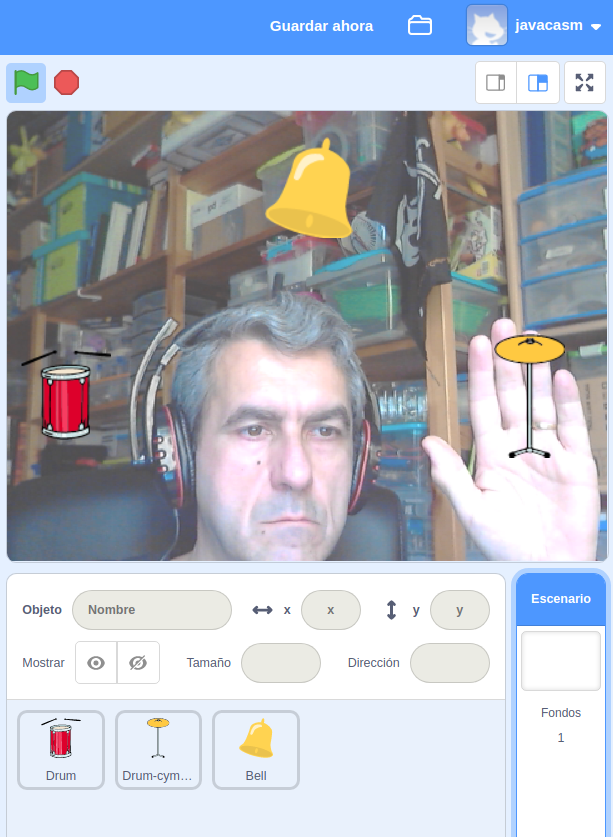 Guardar ahora
javacasm
Objeto
Nombre
x
x
y
y
Mostrar
Tamaño
Dirección
Escenario
Fondos
1
Drum
Drum-cym...
Bell